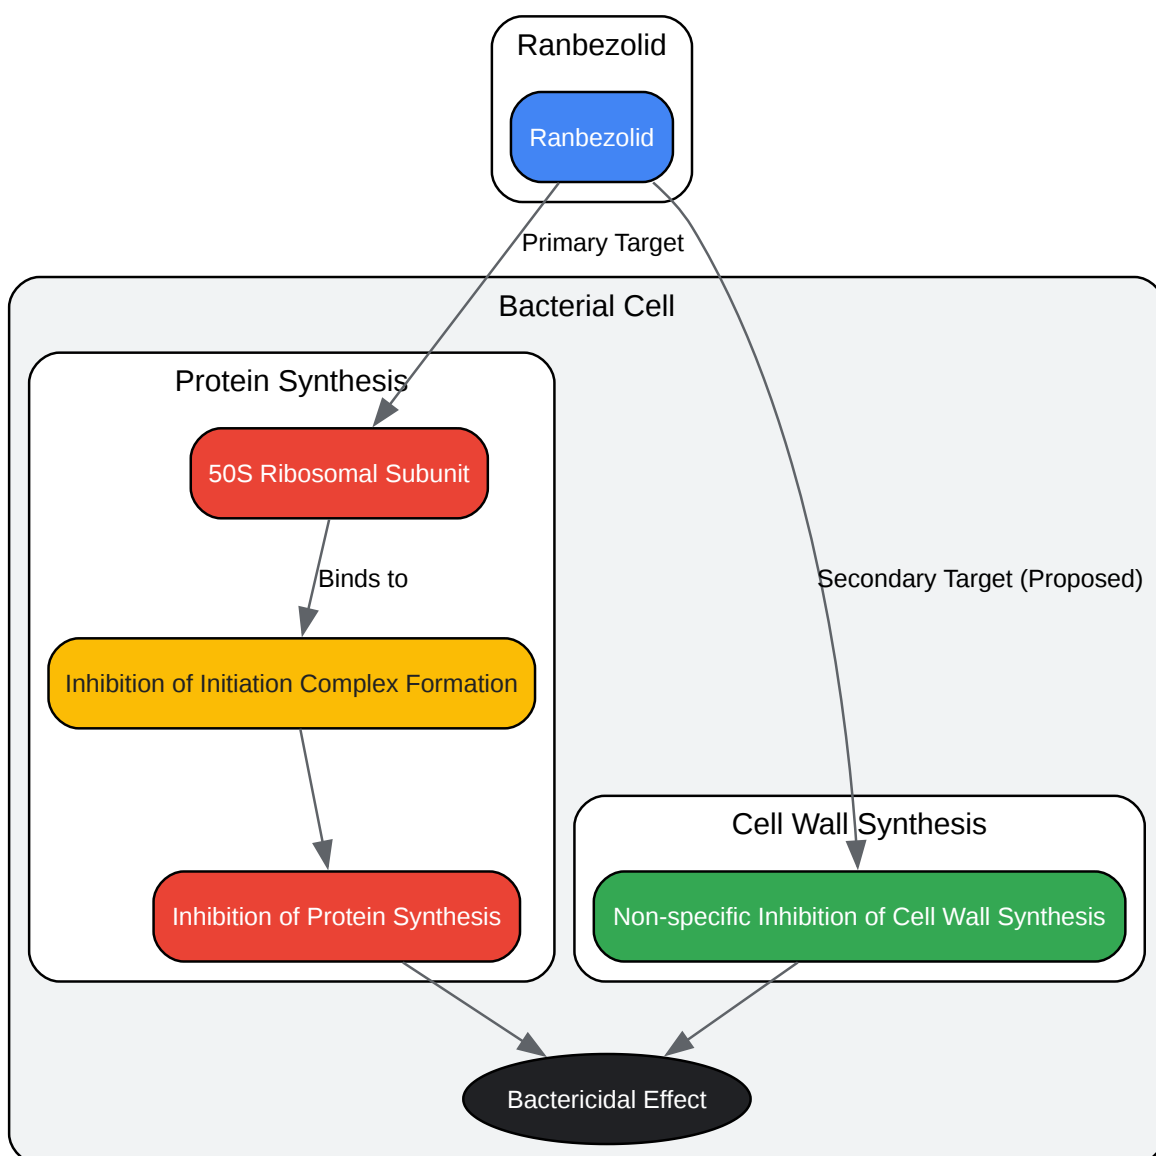 Ranbezolid
Ranbezolid
Primary Target
Bacterial Cell
Protein Synthesis
50S Ribosomal Subunit
Binds to
Secondary Target (Proposed)
Inhibition of Initiation Complex Formation
Cell Wall Synthesis
Inhibition of Protein Synthesis
Non-specific Inhibition of Cell Wall Synthesis
Bactericidal Effect